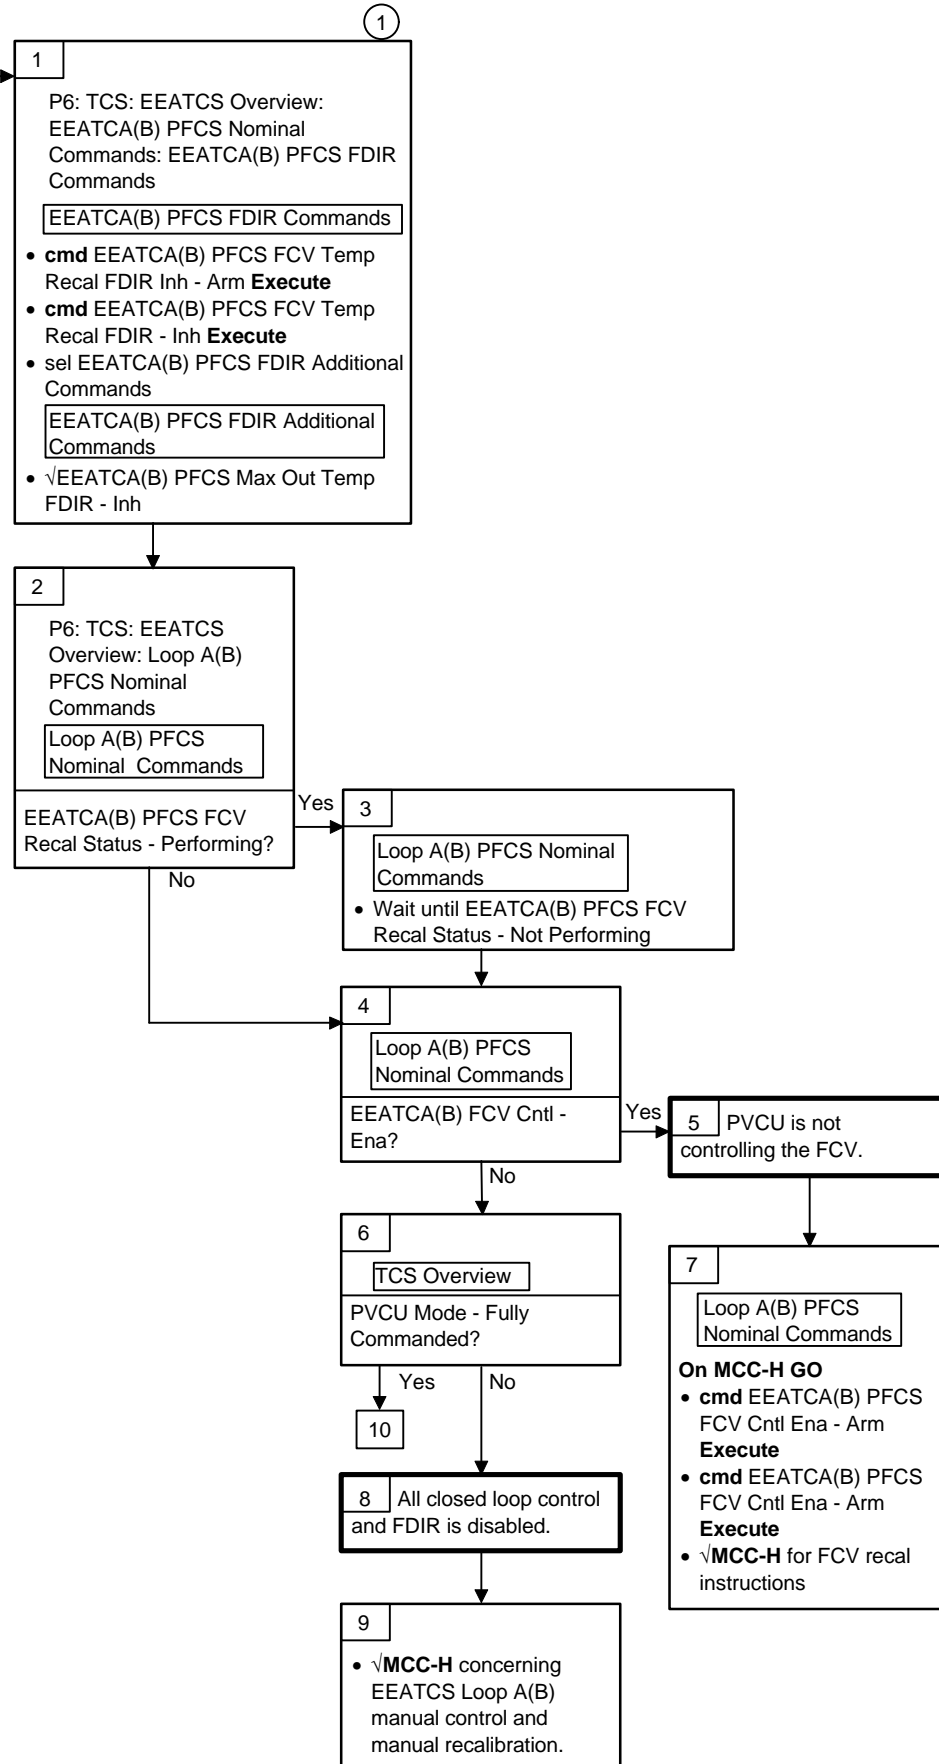 1
1
P6: TCS: EEATCS Overview:
EEATCA(B) PFCS Nominal
Commands: EEATCA(B) PFCS FDIR
Commands
EEATCA(B) PFCS FDIR Commands
• cmd EEATCA(B) PFCS FCV Temp
Recal FDIR Inh - Arm Execute
• cmd EEATCA(B) PFCS FCV Temp
Recal FDIR - Inh Execute
• sel EEATCA(B) PFCS FDIR Additional
Commands
EEATCA(B) PFCS FDIR Additional
Commands
• √EEATCA(B) PFCS Max Out Temp
FDIR - Inh
2
P6: TCS: EEATCS
Overview: Loop A(B)
PFCS Nominal
Commands
Loop A(B) PFCS
Nominal Commands
EEATCA(B) PFCS FCV
Recal Status - Performing?
Yes
No
3
Loop A(B) PFCS Nominal
Commands
• Wait until EEATCA(B) PFCS FCV
Recal Status - Not Performing
4
Loop A(B) PFCS
Nominal Commands
EEATCA(B) FCV Cntl -
Ena?
Yes
No
5 PVCU is not
controlling the FCV.
6
TCS Overview
PVCU Mode - Fully
Commanded?
Yes
No
10
7
Loop A(B) PFCS
Nominal Commands
On MCC-H GO
• cmd EEATCA(B) PFCS
FCV Cntl Ena - Arm
Execute
• cmd EEATCA(B) PFCS
FCV Cntl Ena - Arm
Execute
• √MCC-H for FCV recal
instructions
8 All closed loop control
and FDIR is disabled.
9
• √MCC-H concerning
EEATCS Loop A(B)
manual control and
manual recalibration.